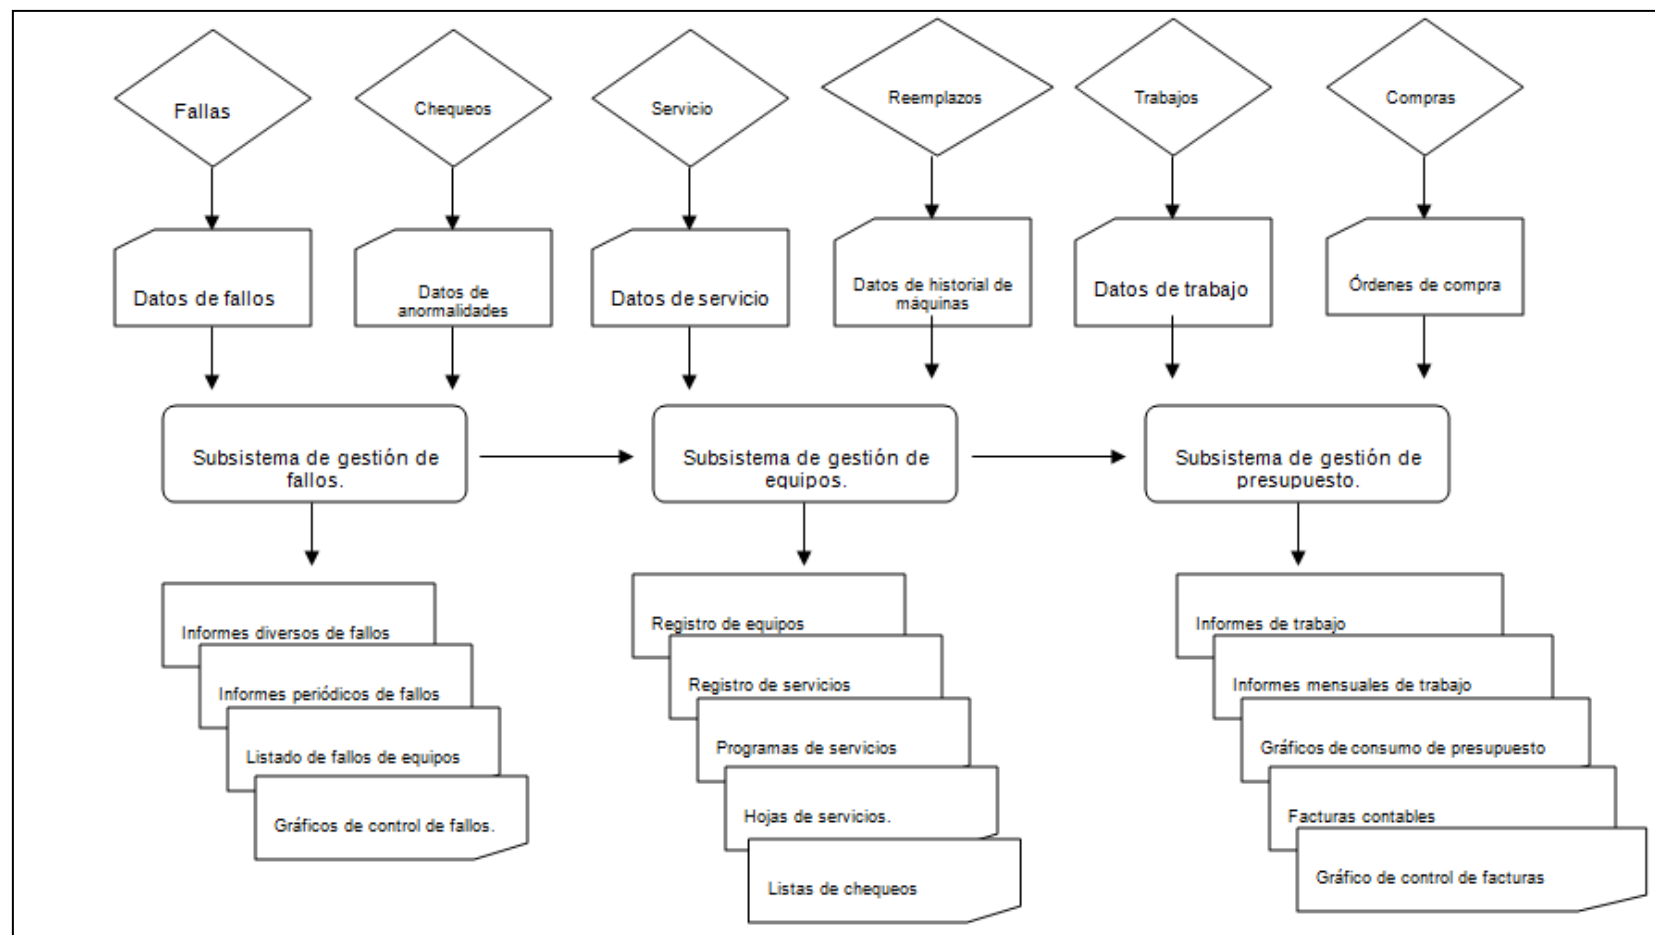 Fallas
Chequeos
Servicio
Reemplazos
Trabajos
Compras
Datos de fallos
Datos de
anormalidades
Datos de servicio
Datos de historial de
máquinas
Datos de trabajo
Órdenes de compra
Subsistema de gestión de
fallos.
Subsistema de gestión de
equipos.
Subsistema de gestión de
presupuesto.
Informes diversos de fallos
Informes periódicos de fallos
Listado de fallos de equipos
Gráficos de control de fallos.
Registro de equipos
Registro de servicios
Programas de servicios
Hojas de servicios.
Listas de chequeos
Informes de trabajo
Informes mensuales de trabajo
Gráficos de consumo de presupuesto
Facturas contables
Gráfico de control de facturas